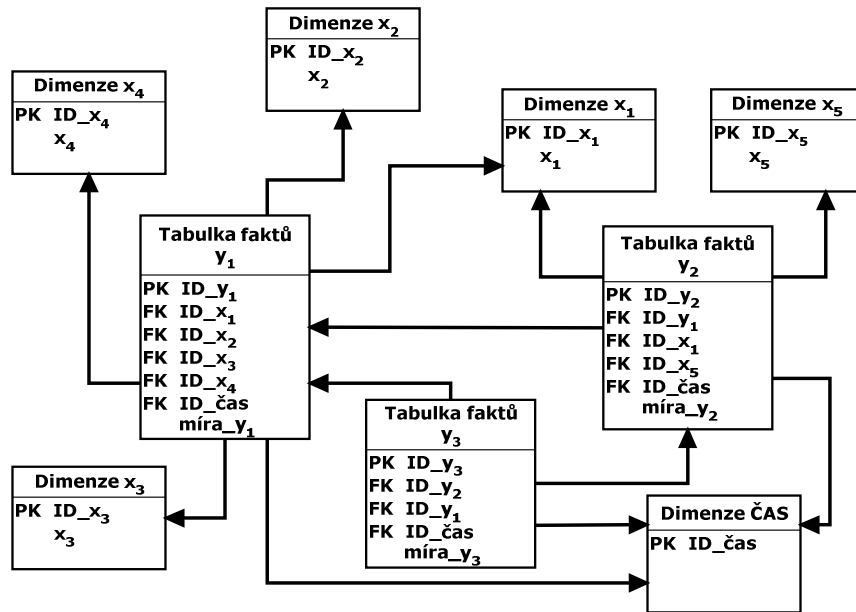 Dimenze x₂
PK ID_x₂
x₂
Dimenze x₄
PK ID_x₄
x₄
Dimenze x₁
PK ID_x₁
x₁
Dimenze x₅
PK ID_x₅
x₅
Tabulka faktů
y₁
PK ID_y₁
FK ID_x₁
FK ID_x₂
FK ID_x₃
FK ID_x₄
FK ID_čas
míra_y₁
Tabulka faktů
y₂
PK ID_y₂
FK ID_y₁
FK ID_x₁
FK ID_x₅
FK ID_čas
míra_y₂
Tabulka faktů
y₃
PK ID_y₃
FK ID_y₂
FK ID_y₁
FK ID_čas
míra_y₃
Dimenze x₃
PK ID_x₃
x₃
Dimenze ČAS
PK ID_čas